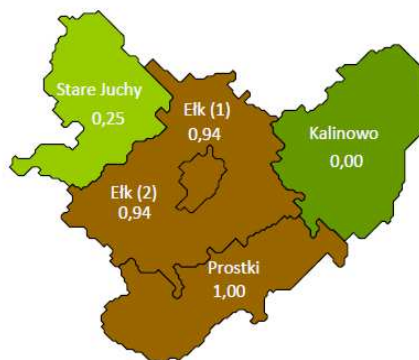 Stare Juchy
0,25
Ełk (1)
0,94
Kalinowo
0,00
Ełk (2)
0,94
Prostki
1,00